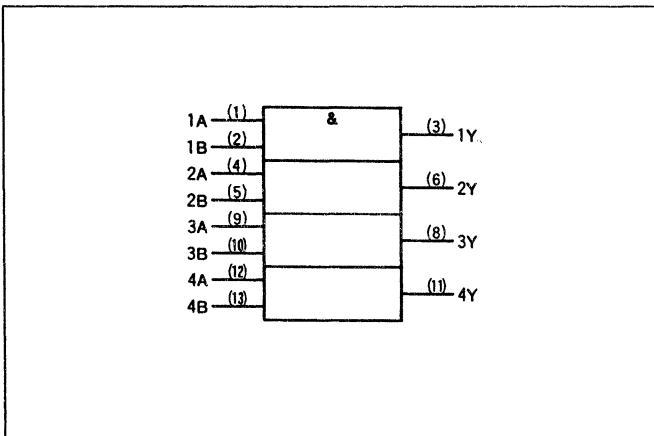 &
1A (1)
1B (2)
(3) 1Y
2A (4)
2B (5)
(6) 2Y
3A (9)
3B (10)
(8) 3Y
4A (12)
4B (13)
(11) 4Y